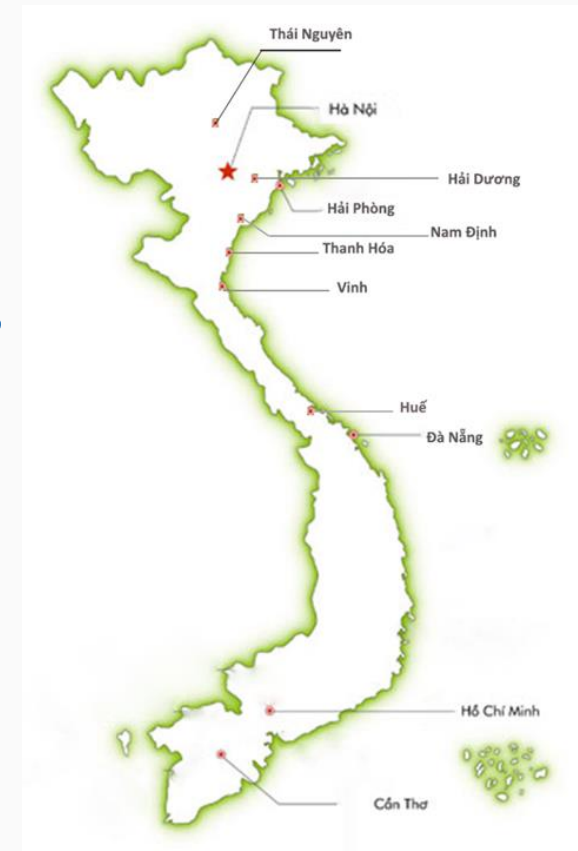 Thái Nguyên
Hà Nội
Hải Dương
Hải Phòng
Nam Định
Thanh Hóa
Vinh
Huế
Đà Nẵng
Hồ Chí Minh
Cần Thơ